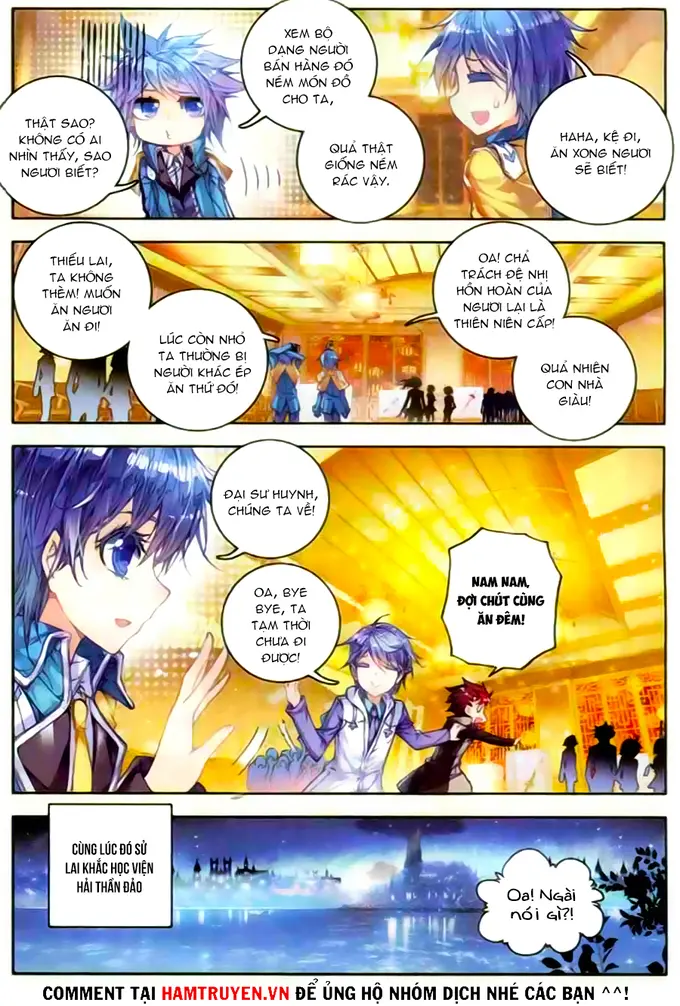 THẬT SAO?
KHÔNG CÓ AI
NHÌN THẤY, SAO
NGƯƠI BIẾT?
XEM BỘ
DẠNG NGƯỜI
BÁN HÀNG ĐÓ
NÉM MÓN ĐỒ
CHO TA,
QUẢ THẬT
GIỐNG NÉM
RÁC VẬY.
HAHA, KỆ ĐI,
ĂN XONG NGƯƠI
SẼ BIẾT!
THIẾU LAI,
TA KHÔNG
THÈM! MUỐN
ĂN NGƯƠI
ĂN ĐI!
LÚC CÒN NHỎ
TA THƯỜNG BỊ
NGƯỜI KHÁC ÉP
ĂN THỨ ĐÓ!
OA! CHẢ
TRÁCH ĐỆ NHỊ
HỒN HOÀN CỦA
NGƯƠI LẠI LÀ
THIÊN NIÊN CẤP!
QUẢ NHIÊN
CON NHÀ
GIÀU!
ĐẠI SƯ HUYNH,
CHÚNG TA VỀ!
OA, BYE
BYE, TA
TẠM THỜI
CHƯA ĐI
ĐƯỢC!
NAM NAM,
ĐỢI CHÚT CÙNG
ĂN ĐÊM!
CÙNG LÚC ĐÓ SỬ
LAI KHẮC HỌC VIỆN
HẢI THẦN ĐẢO
Oa! Ngài
nói gì?!
COMMENT TẠI HAMTRUYEN.VN ĐỂ ỦNG HỘ NHÓM DỊCH NHÉ CÁC BẠN ^^!